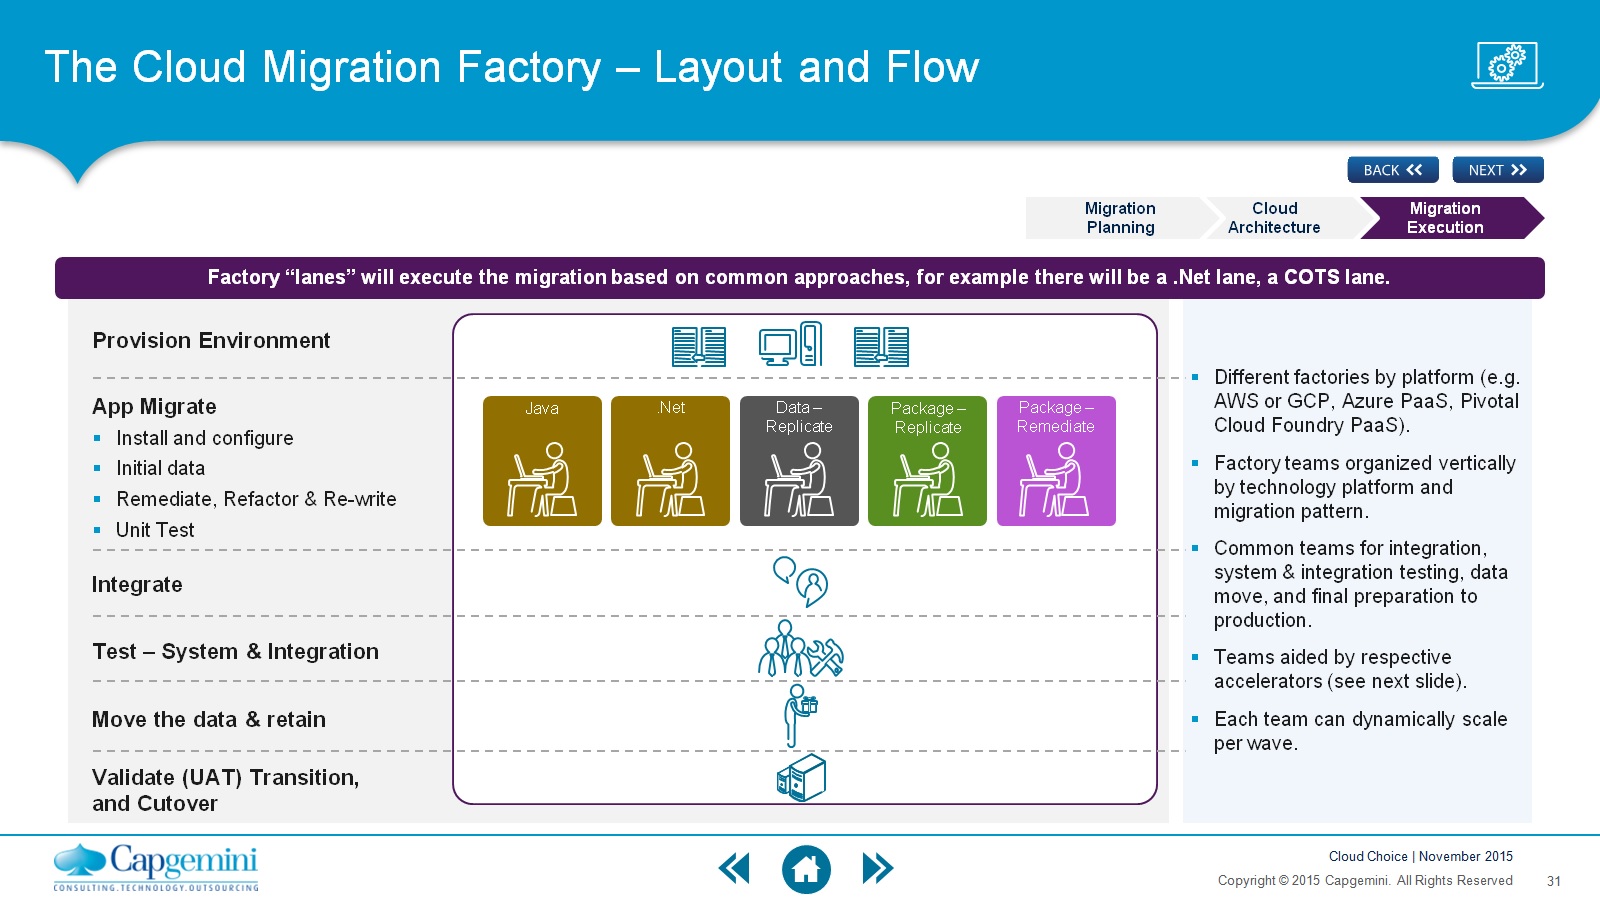 The Cloud Migration Factory – Layout and Flow
BACK
NEXT
Migration
Planning
Cloud
Architecture
Migration
Execution
Factory “lanes” will execute the migration based on common approaches, for example there will be a .Net lane, a COTS lane.
Provision Environment
App Migrate
▪ Install and configure
▪ Initial data
▪ Remediate, Refactor & Re-write
▪ Unit Test
Java
.Net
Data –
Replicate
Package –
Replicate
Package –
Remediate
Integrate
Test – System & Integration
Move the data & retain
Validate (UAT) Transition,
and Cutover
▪ Different factories by platform (e.g.
AWS or GCP, Azure PaaS, Pivotal
Cloud Foundry PaaS).
▪ Factory teams organized vertically
by technology platform and
migration pattern.
▪ Common teams for integration,
system & integration testing, data
move, and final preparation to
production.
▪ Teams aided by respective
accelerators (see next slide).
▪ Each team can dynamically scale
per wave.
Capgemini
CONSULTING.TECHNOLOGY.OUTSOURCING
Cloud Choice | November 2015
Copyright © 2015 Capgemini. All Rights Reserved
31